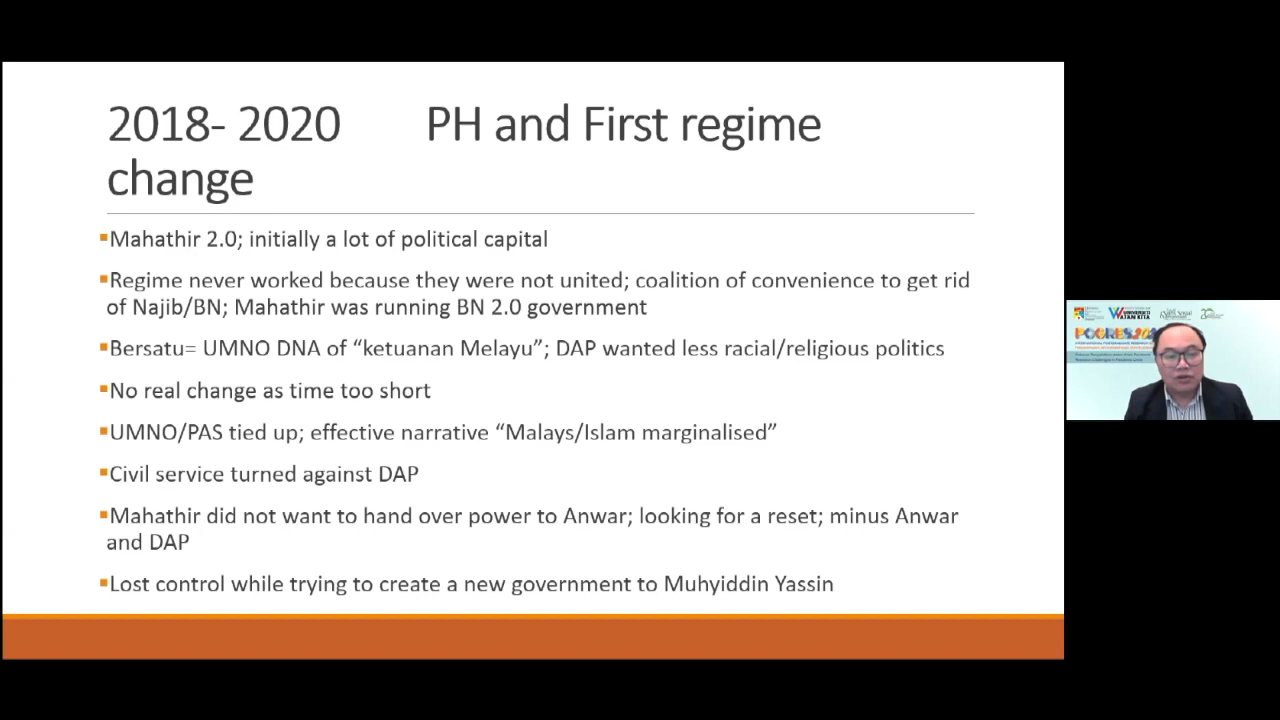 2018- 2020 PH and First regime
change
▪Mahathir 2.0; initially a lot of political capital
▪Regime never worked because they were not united; coalition of convenience to get rid
of Najib/BN; Mahathir was running BN 2.0 government
▪Bersatu= UMNO DNA of “ketuanan Melayu”; DAP wanted less racial/religious politics
▪No real change as time too short
▪UMNO/PAS tied up; effective narrative “Malays/Islam marginalised”
▪Civil service turned against DAP
▪Mahathir did not want to hand over power to Anwar; looking for a reset; minus Anwar
and DAP
▪Lost control while trying to create a new government to Muhyiddin Yassin